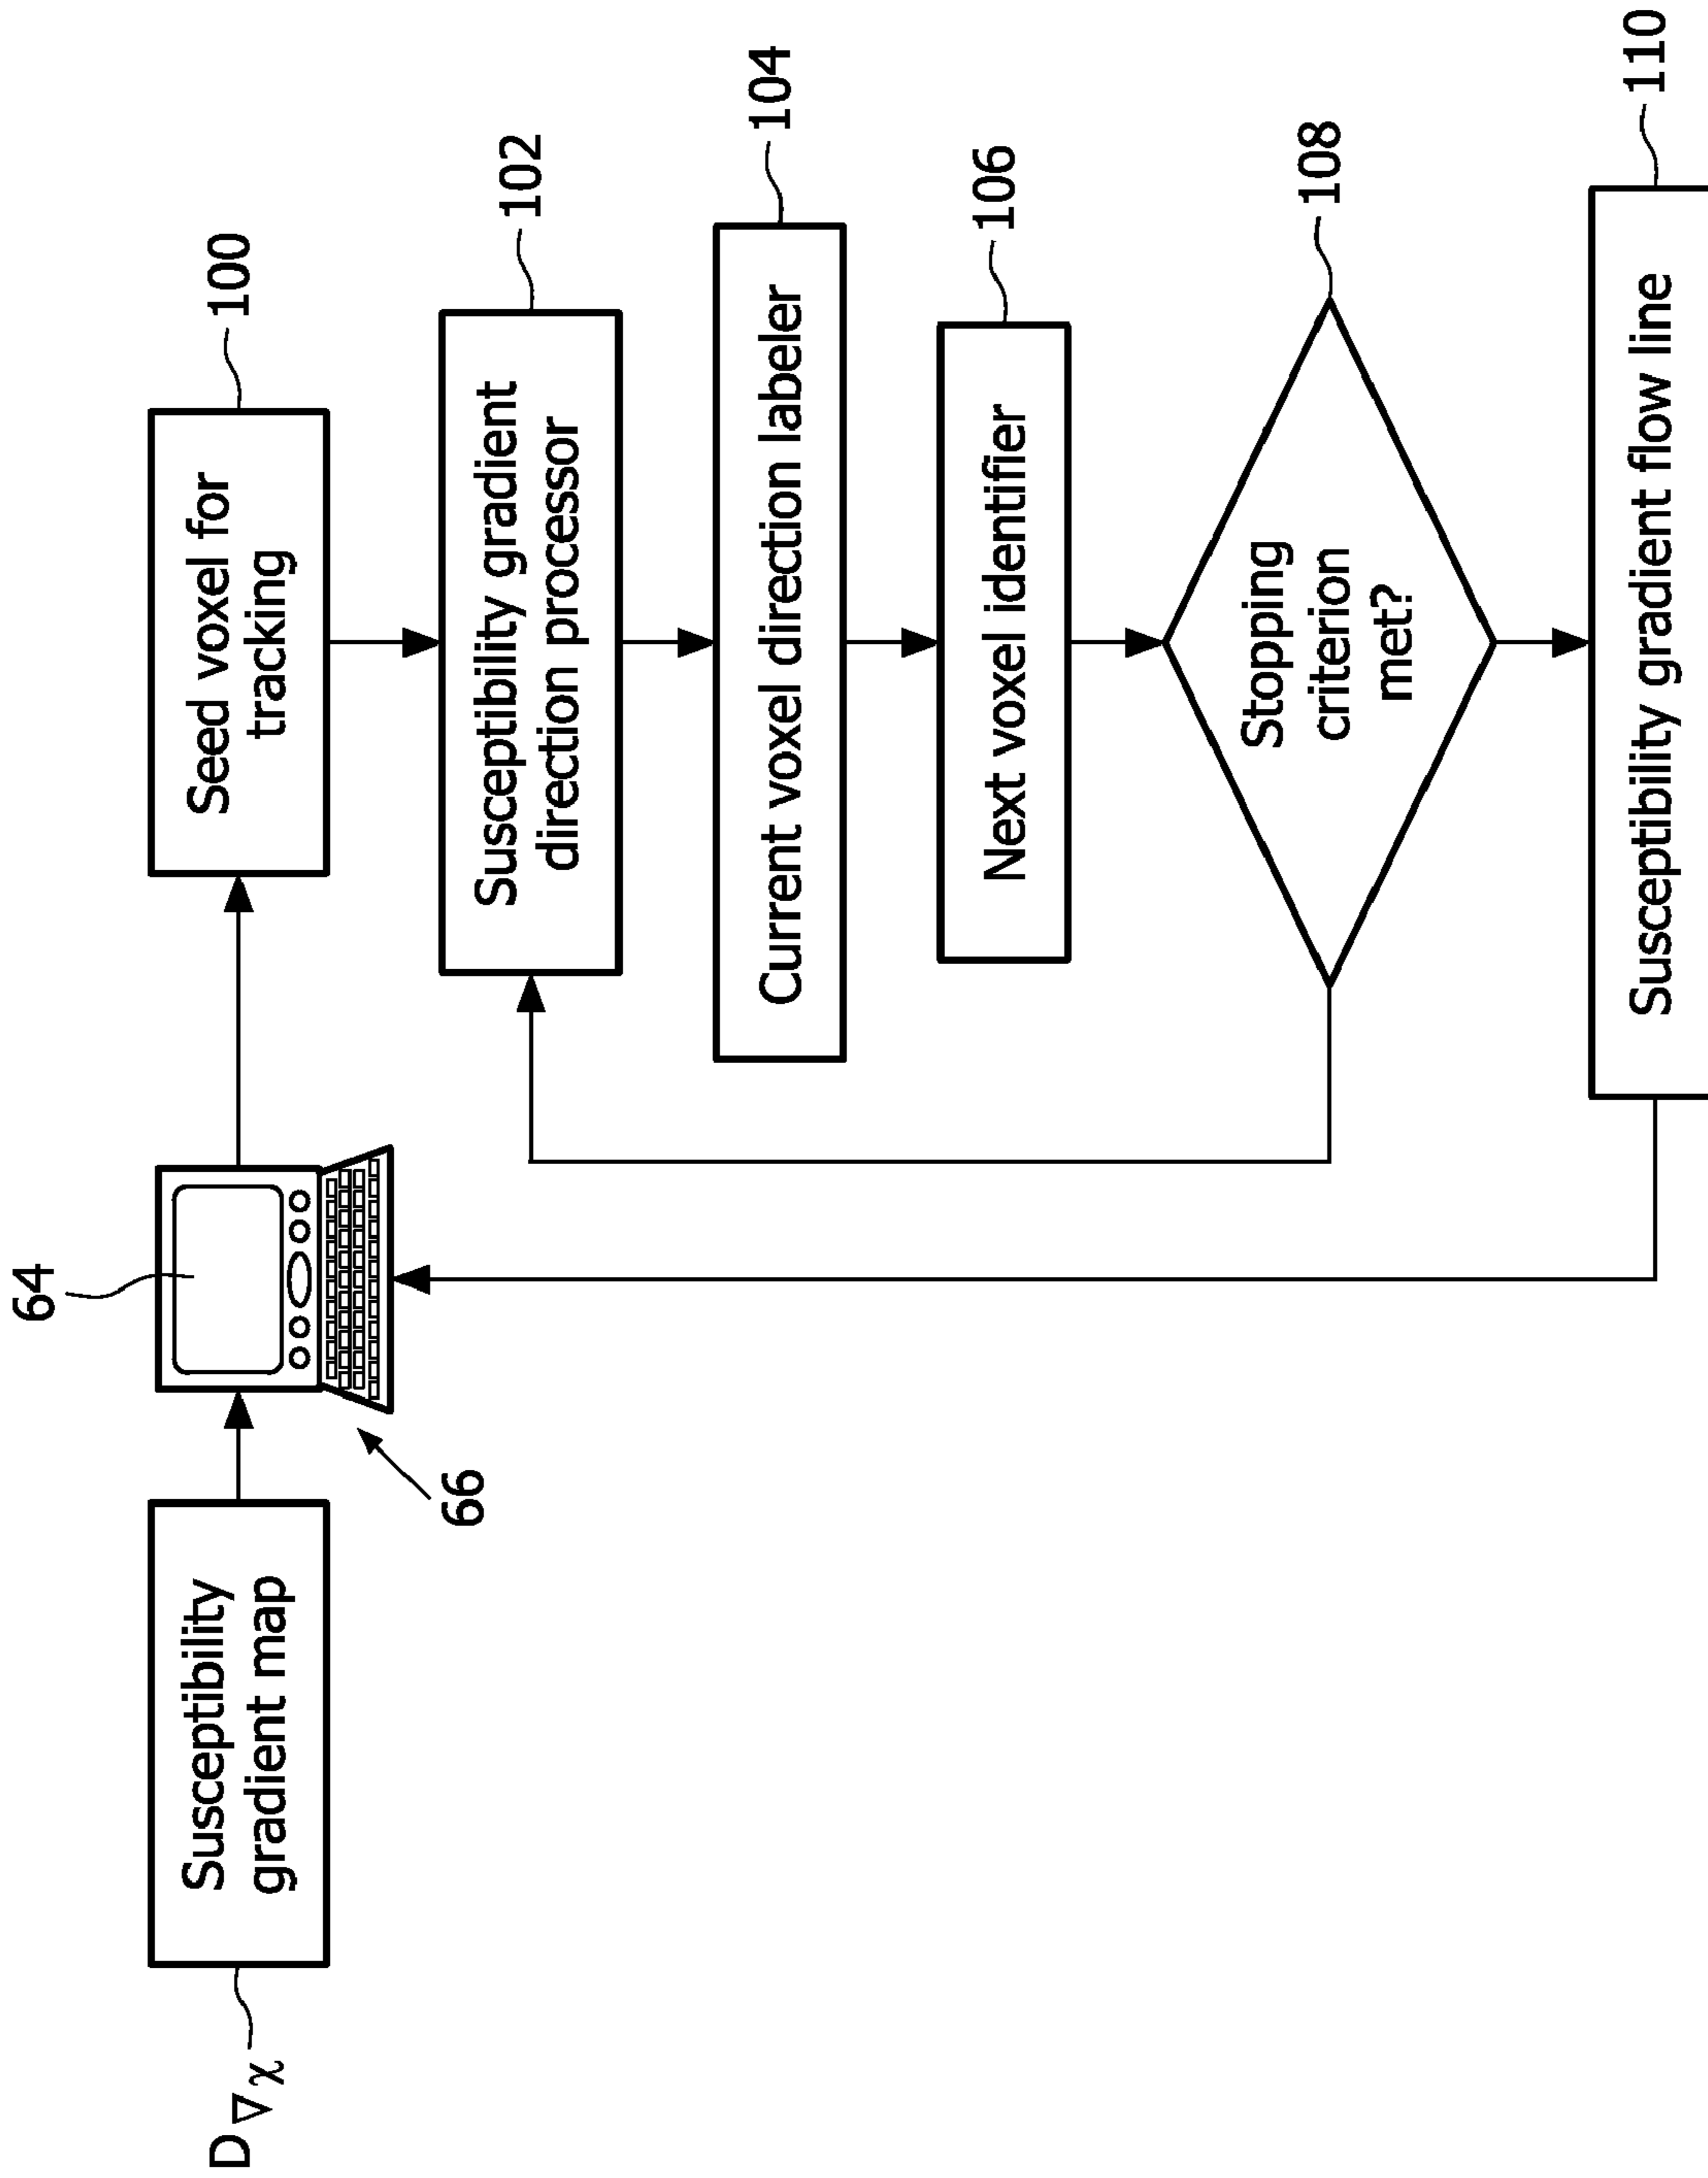 D∇χ
Susceptibility
gradient map
64
66
Seed voxel for
tracking
100
Susceptibility gradient
direction processor
102
Current voxel direction labeler
104
Next voxel identifier
106
Stopping
criterion
met?
108
Susceptibility gradient flow line
110